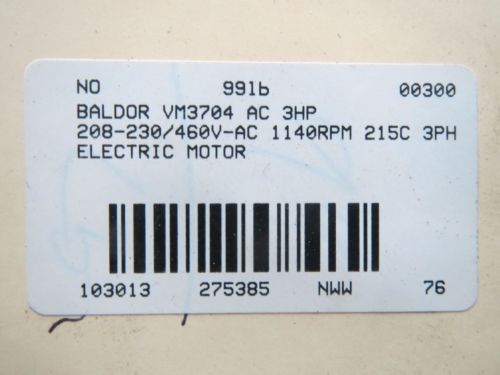 NO 991b 00300
BALDOR VM3704 AC 3HP
208-230/460V-AC 1140RPM 215C 3PH
ELECTRIC MOTOR
103013 275385 NWW 76